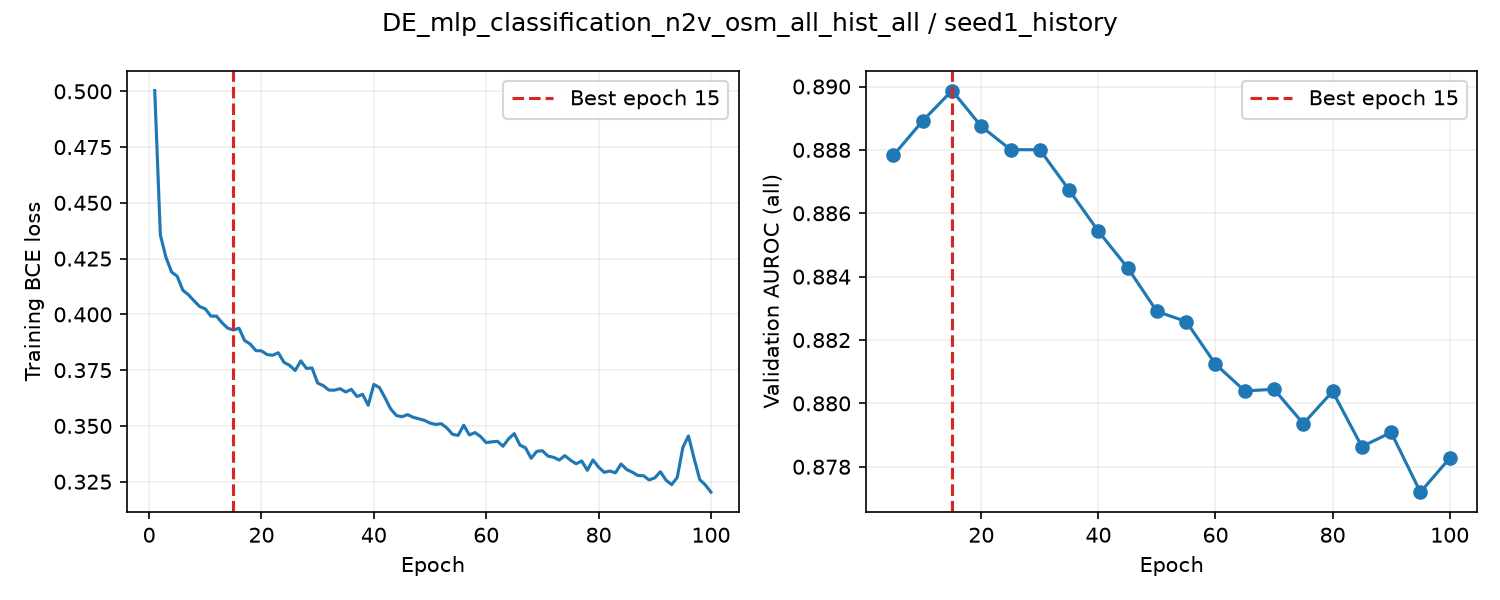 DE_mlp_classification_n2v_osm_all_hist_all / seed1_history
Training BCE loss
0.500
0.475
0.450
0.425
0.400
0.375
0.350
0.325
Best epoch 15
0 20 40 60 80 100
Epoch
Validation AUROC (all)
0.890
0.888
0.886
0.884
0.882
0.880
0.878
Best epoch 15
20 40 60 80 100
Epoch